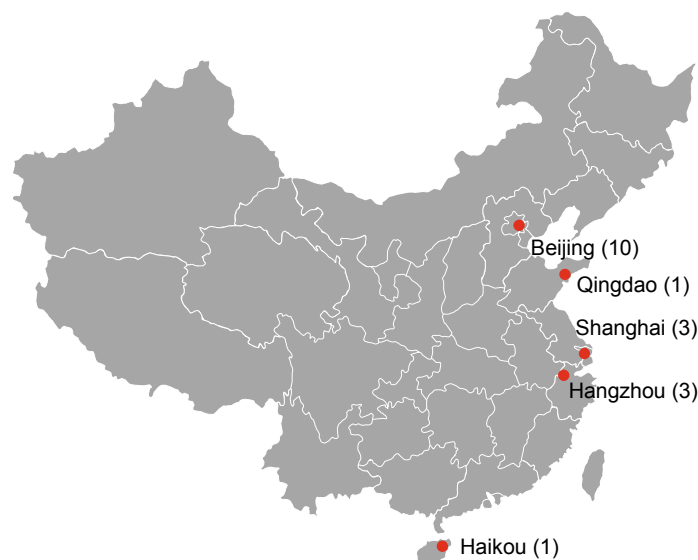 Beijing (10)
Qingdao (1)
Shanghai (3)
Hangzhou (3)
Haikou (1)